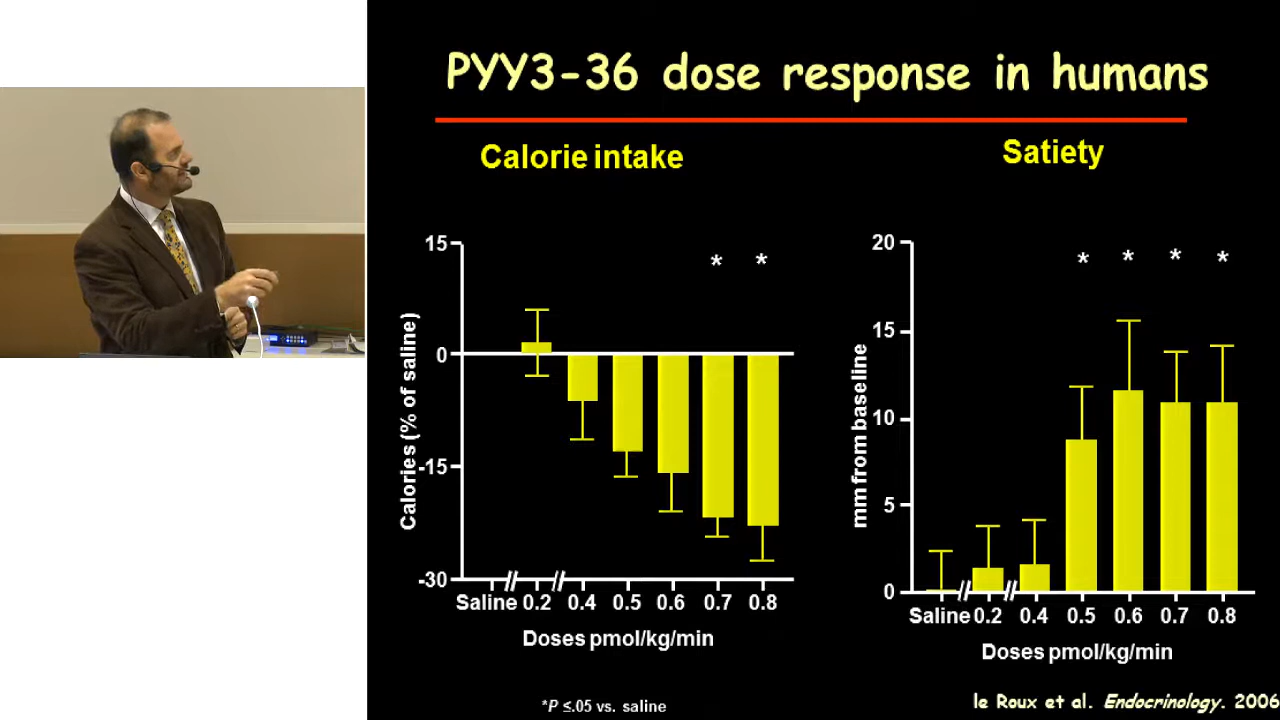 PYY3-36 dose response in humans
Calorie intake
15
0
-15
-30
Calories (% of saline)
*
*
Saline 0.2 0.4 0.5 0.6 0.7 0.8
Doses pmol/kg/min
Satiety
20
15
10
5
0
mm from baseline
*
*
*
*
Saline 0.2 0.4 0.5 0.6 0.7 0.8
Doses pmol/kg/min
*P ≤.05 vs. saline
le Roux et al. Endocrinology. 2006